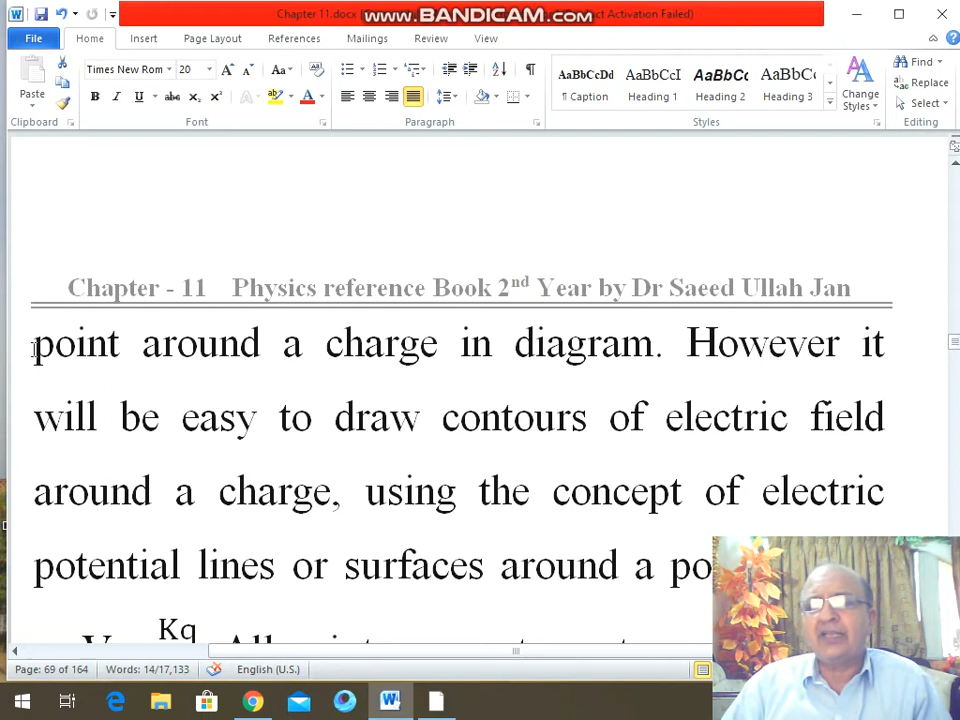 Chapter 11.docx
www.BANDICAM.com
ct Activation Failed)
File Home Insert Page Layout References Mailings Review View
Paste
Times New Rom 20
Aa
B I U abc x₂ x² A ab A
AaBbCcDd AaBbCcI AaBbCc AaBbCc
¶ Caption Heading 1 Heading 2 Heading 3
Change Styles
Find
Replace
Select
Clipboard Font Paragraph Styles Editing
Chapter - 11 Physics reference Book 2nd Year by Dr Saeed Ullah Jan
point around a charge in diagram. However it
will be easy to draw contours of electric field
around a charge, using the concept of electric
potential lines or surfaces around a po
Kq
Page: 69 of 164 Words: 14/17,133 English (U.S.)